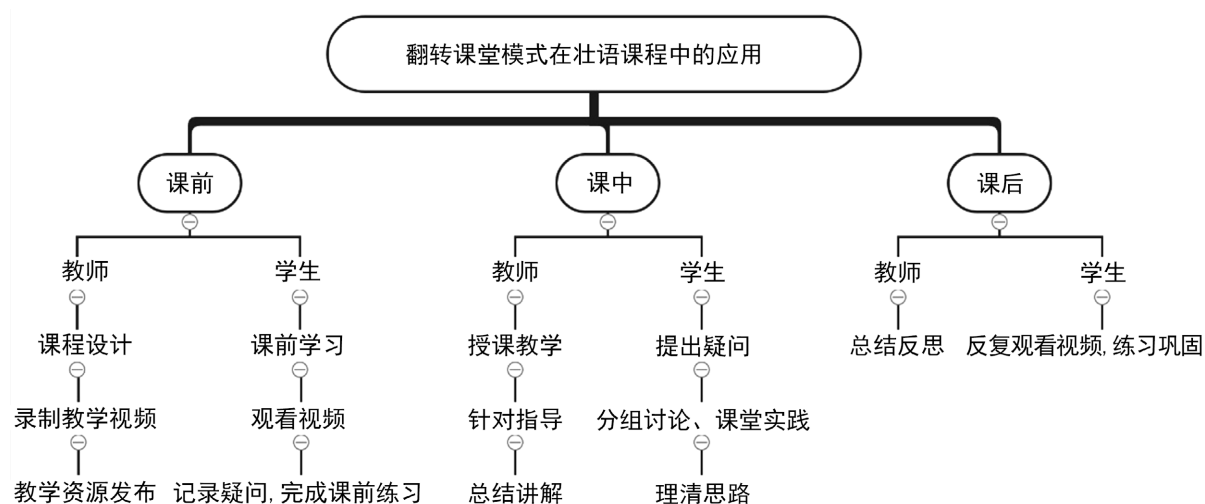 翻转课堂模式在壮语课程中的应用
课前
课中
课后
教师
学生
教师
学生
教师
学生
课程设计
课前学习
授课教学
提出疑问
总结反思
反复观看视频,练习巩固
录制教学视频
观看视频
针对指导
分组讨论、课堂实践
教学资源发布
记录疑问,完成课前练习
总结讲解
理清思路